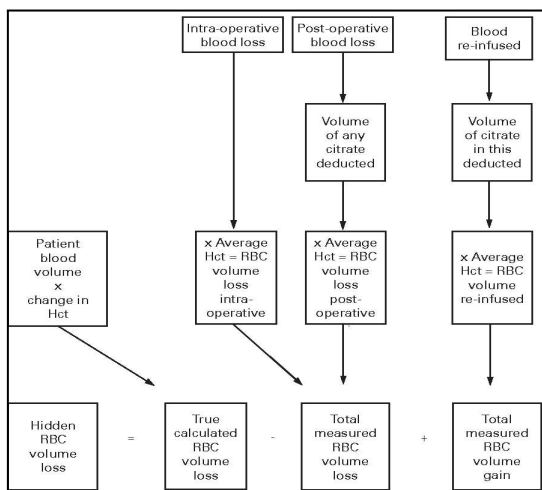 Intra-operative
blood loss
Post-operative
blood loss
Blood
re-infused
Volume
of any
citrate
deducted
Volume
of citrate
in this
deducted
Patient
blood
volume
x
change in
Hct
x Average
Hct = RBC
volume
loss
intra-
operative
x Average
Hct = RBC
volume
loss
post-
operative
x Average
Hct = RBC
volume
re-infused
Hidden
RBC
volume
loss
=
True
calculated
RBC
volume
loss
-
Total
measured
RBC
volume
loss
+
Total
measured
RBC
volume
gain